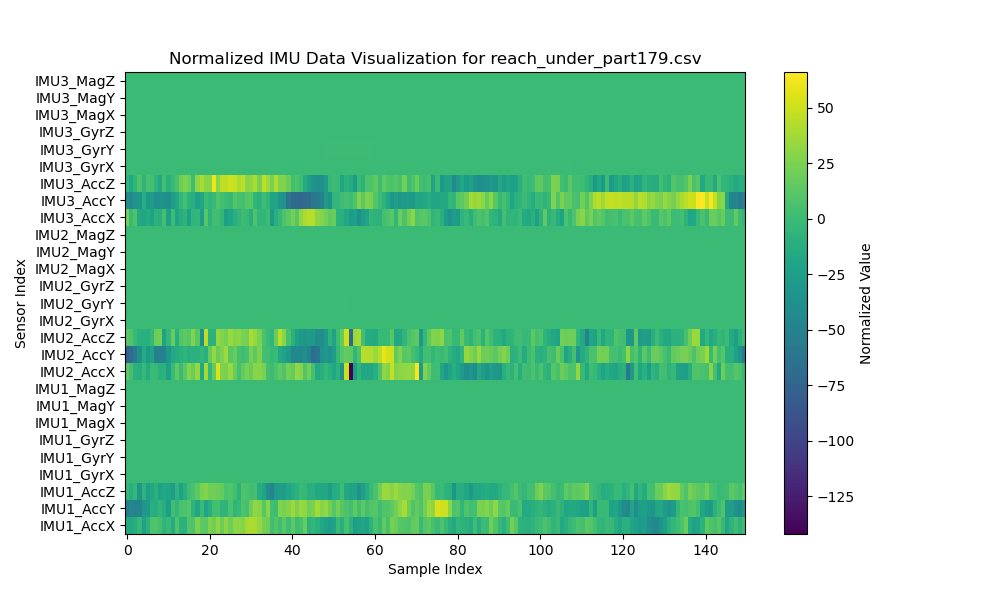 Normalized IMU Data Visualization for reach_under_part179.csv
IMU3_MagZ
IMU3_MagY
IMU3_MagX
IMU3_GyrZ
IMU3_GyrY
IMU3_GyrX
IMU3_AccZ
IMU3_AccY
IMU3_AccX
IMU2_MagZ
IMU2_MagY
IMU2_MagX
IMU2_GyrZ
IMU2_GyrY
IMU2_GyrX
IMU2_AccZ
IMU2_AccY
IMU2_AccX
IMU1_MagZ
IMU1_MagY
IMU1_MagX
IMU1_GyrZ
IMU1_GyrY
IMU1_GyrX
IMU1_AccZ
IMU1_AccY
IMU1_AccX
Sensor Index
0 20 40 60 80 100 120 140
Sample Index
50
25
0
−25
−50
−75
−100
−125
Normalized Value